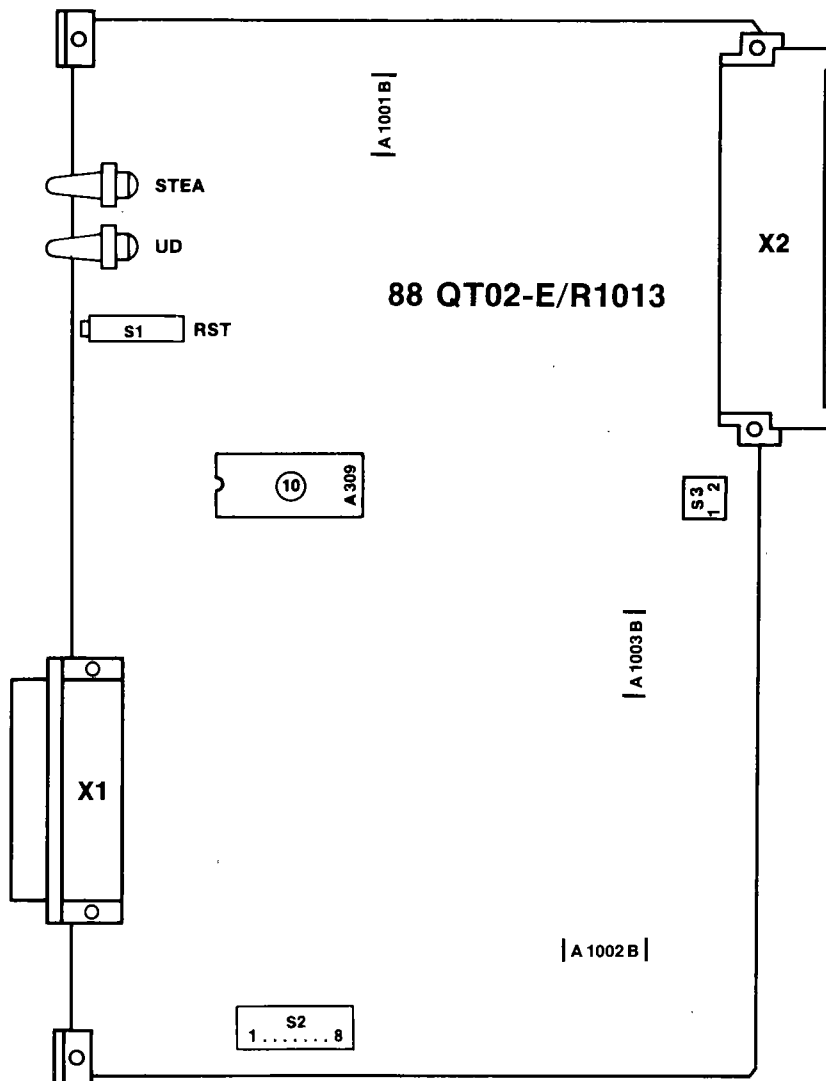 A 1001 B
STEA
UD
X2
88 QT02-E/R1013
S1 RST
10 A309
S3
1 2
A 1003 B
X1
A 1002 B
S2
1 . . . . . . . 8